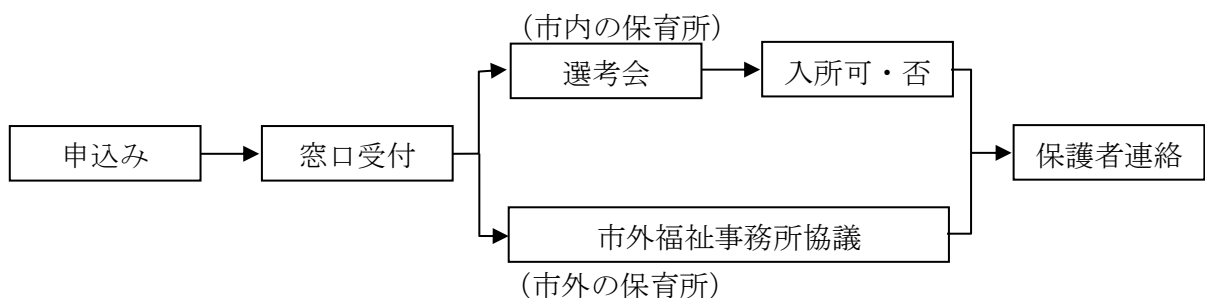 （市内の保育所）
選考会
入所可・否
申込み
窓口受付
保護者連絡
市外福祉事務所協議
（市外の保育所）